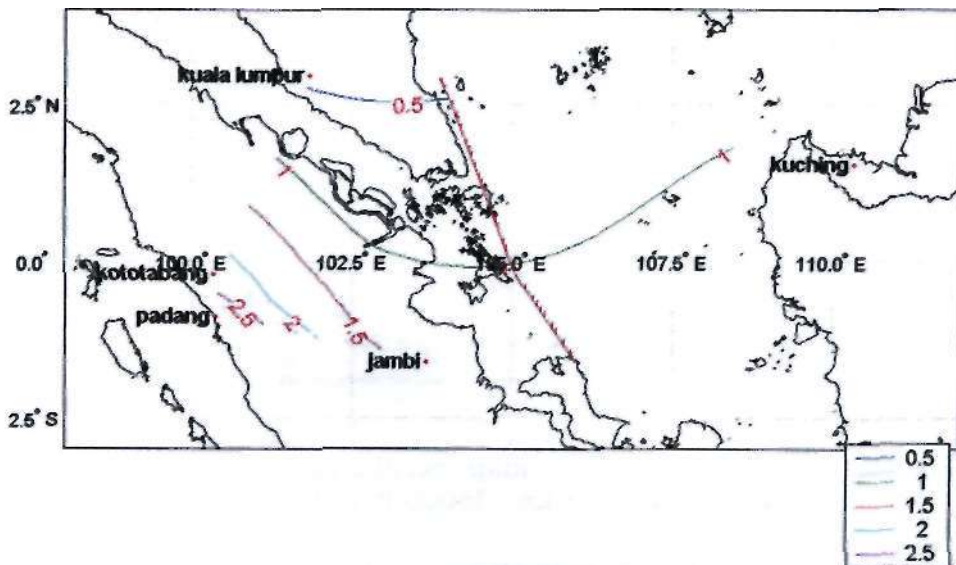 kuala lumpur
2.5° N
0.5
1
1
kuching
0.0°
100.0° E
102.5° E
107.5° E
110.0° E
kototabang
padang
2.5
2
1.5
jambi
2.5° S
0.5
1
1.5
2
2.5